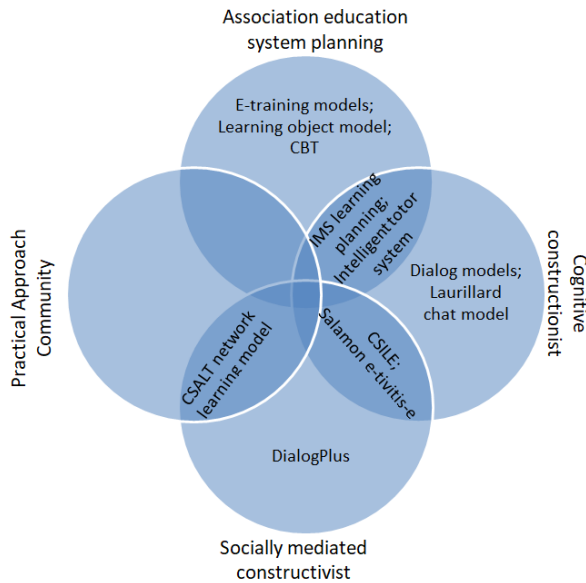 Association education
system planning
E-training models;
Learning object model;
CBT
IMS learning
planning;
Intelligent totor
system
Dialog models;
Laurillard
chat model
Cognitive
constructionist
Practical Approach
Community
CSALT network
learning model
CSILE;
Salamon e-tivitis-e
DialogPlus
Socially mediated
constructivist